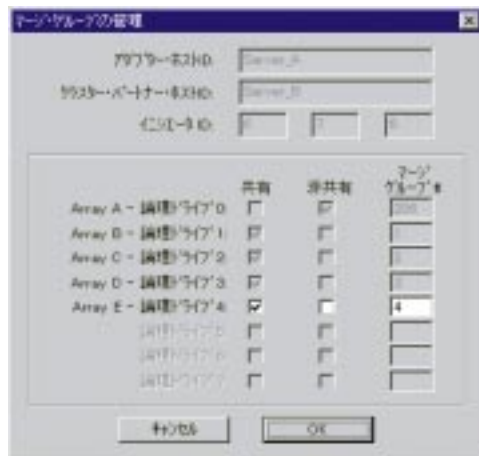 マージ・グループの管理
アダプター・ホストID:
Server_A
クラスター・パートナー・ホストID:
Server_B
イニシエータ ID:
6 7 6
共有 非共有 マージ グループ #
Array A - 論理ドライブ 0
Array B - 論理ドライブ 1
Array C - 論理ドライブ 2
Array D - 論理ドライブ 3
Array E - 論理ドライブ 4 4
論理ドライブ 5
論理ドライブ 6
論理ドライブ 7
キャンセル OK